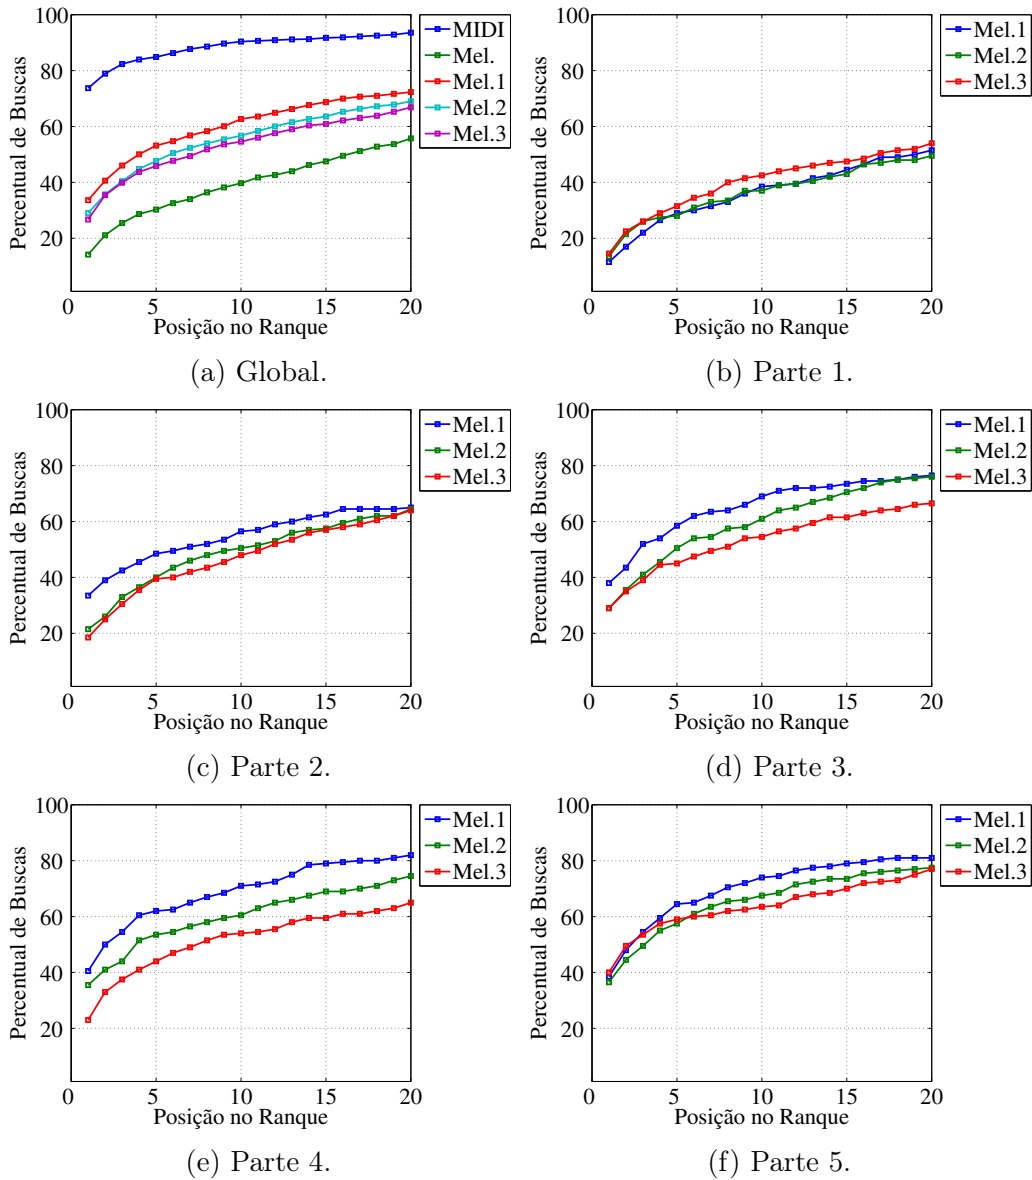 100
80
60
40
20
0 5 10 15 20
Percentual de Buscas
Posição no Ranque
MIDI
Mel.
Mel.1
Mel.2
Mel.3
(a) Global.
100
80
60
40
20
0 5 10 15 20
Percentual de Buscas
Posição no Ranque
Mel.1
Mel.2
Mel.3
(b) Parte 1.
100
80
60
40
20
0 5 10 15 20
Percentual de Buscas
Posição no Ranque
Mel.1
Mel.2
Mel.3
(c) Parte 2.
100
80
60
40
20
0 5 10 15 20
Percentual de Buscas
Posição no Ranque
Mel.1
Mel.2
Mel.3
(d) Parte 3.
100
80
60
40
20
0 5 10 15 20
Percentual de Buscas
Posição no Ranque
Mel.1
Mel.2
Mel.3
(e) Parte 4.
100
80
60
40
20
0 5 10 15 20
Percentual de Buscas
Posição no Ranque
Mel.1
Mel.2
Mel.3
(f) Parte 5.